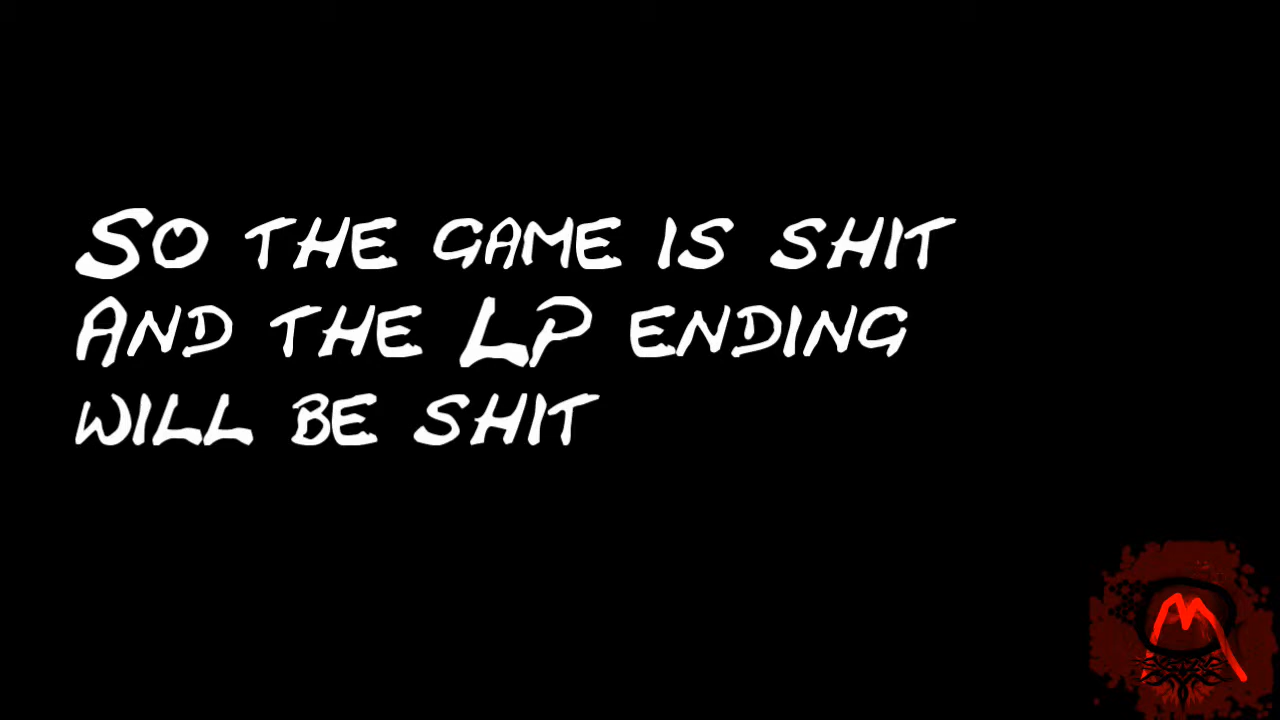 So the game is shit
And the LP ending
will be shit
M